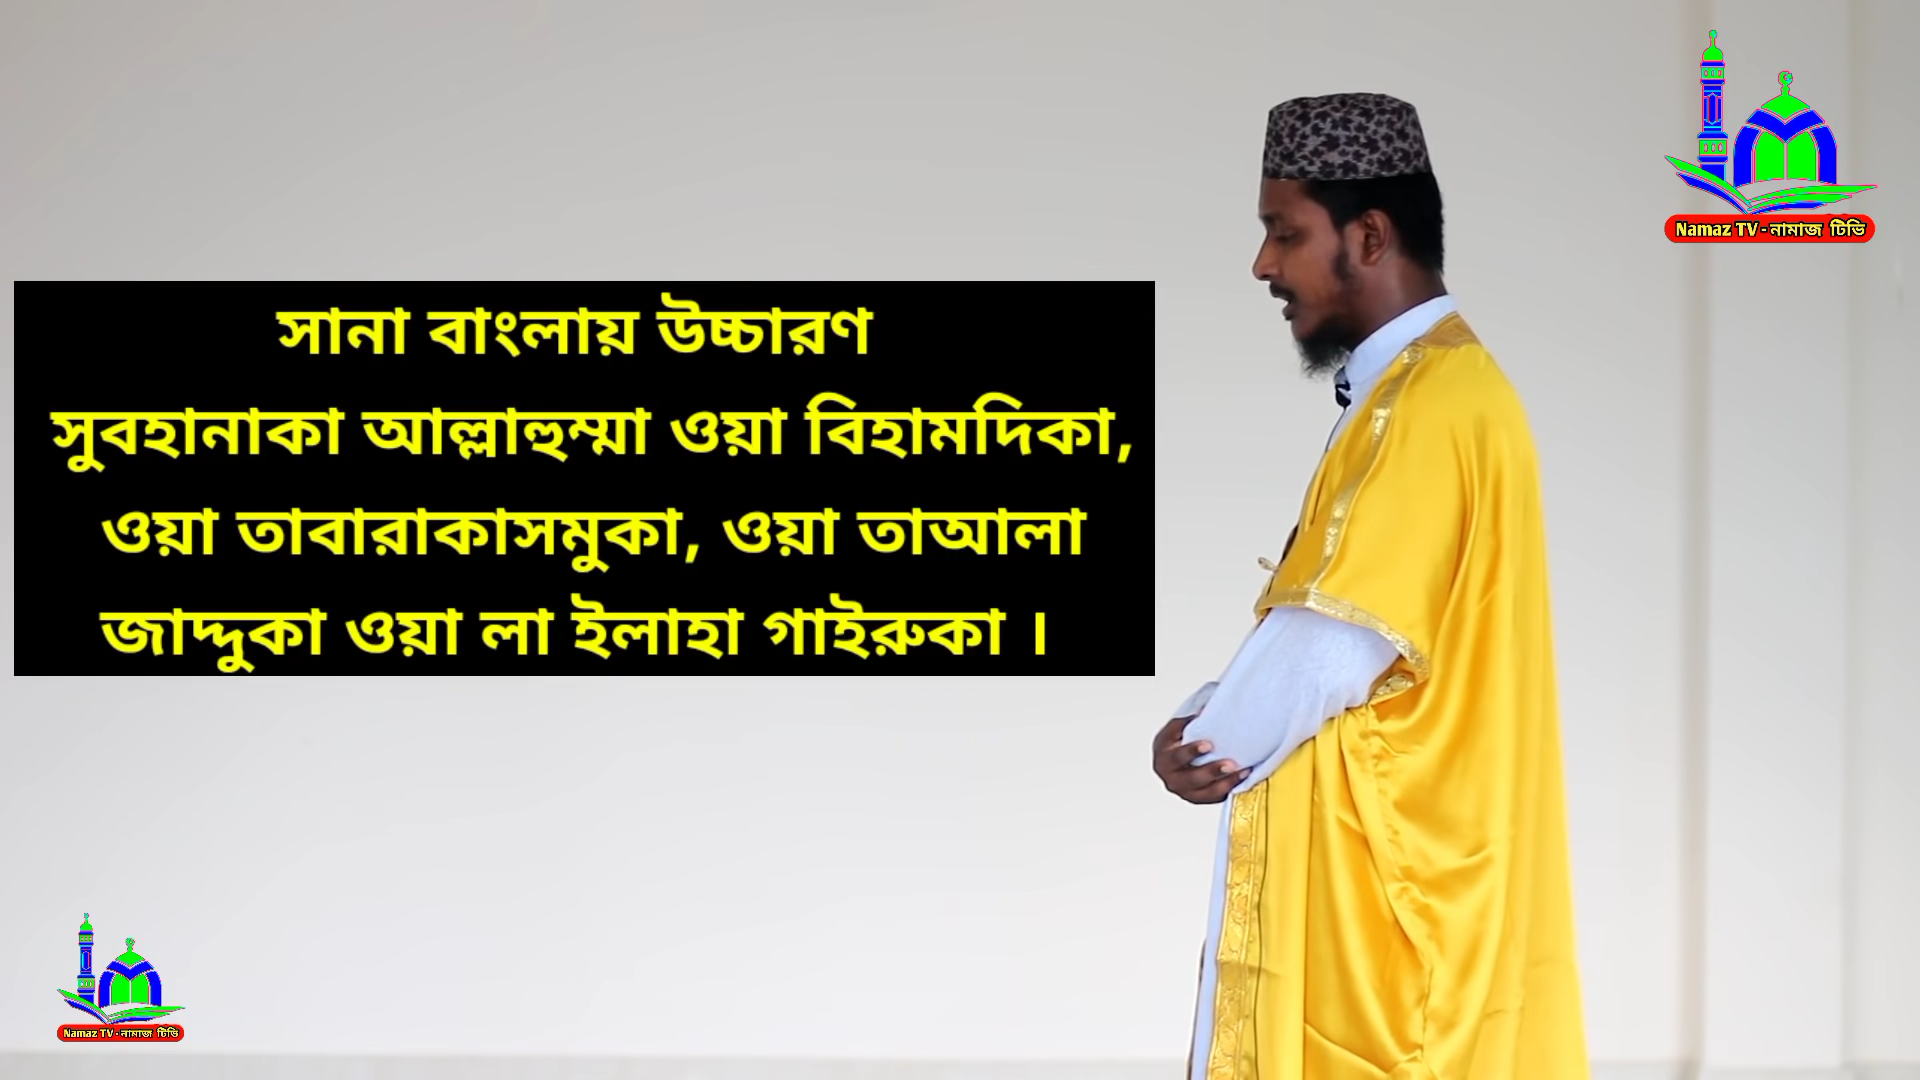 Namaz TV - নামাজ টিভি
সানা বাংলায় উচ্চারণ
সুবহানাকা আল্লাহুম্মা ওয়া বিহামদিকা,
ওয়া তাবারাকাসমুকা, ওয়া তাআলা
জাদ্দুকা ওয়া লা ইলাহা গাইরুকা ।
Namaz TV - নামাজ টিভি